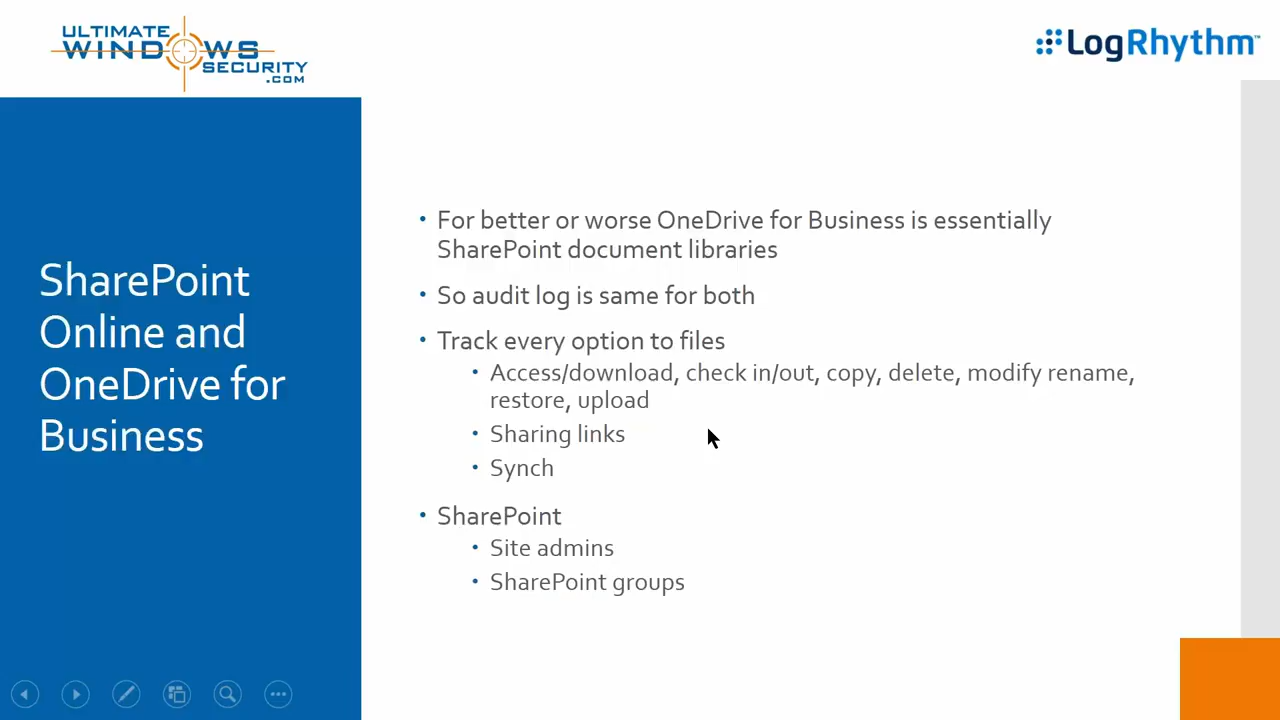 ULTIMATE
WINDOWS
SECURITY
.COM
LogRhythm™
SharePoint
Online and
OneDrive for
Business
• For better or worse OneDrive for Business is essentially
SharePoint document libraries
• So audit log is same for both
• Track every option to files
• Access/download, check in/out, copy, delete, modify rename,
restore, upload
• Sharing links
• Synch
• SharePoint
• Site admins
• SharePoint groups